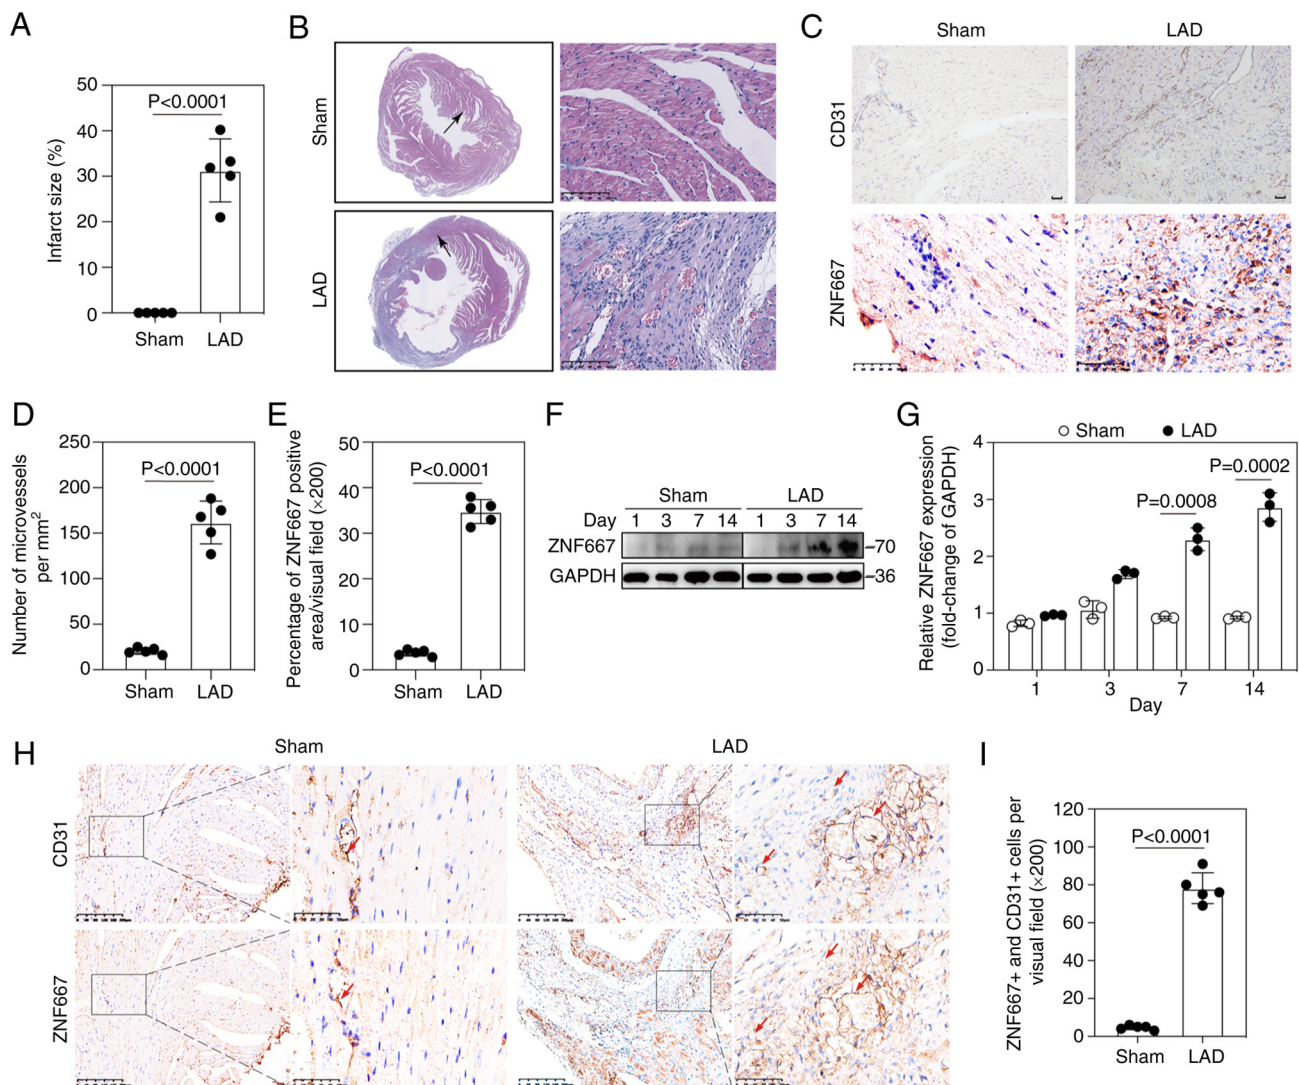 A
Infarct size (%)
50
40
30
20
10
0
P<0.0001
Sham
LAD
B
Sham
LAD
C
Sham
LAD
CD31
ZNF667
D
Number of microvessels
per mm2
250
200
150
100
50
0
P<0.0001
Sham
LAD
E
Percentage of ZNF667 positive
area/visual field (×200)
50
40
30
20
10
0
P<0.0001
Sham
LAD
F
Sham
LAD
Day 1 3 7 14 1 3 7 14
ZNF667
–70
GAPDH
–36
G
Sham
LAD
Relative ZNF667 expression
(fold-change of GAPDH)
4
3
2
1
0
P=0.0008
P=0.0002
1 3 7 14
Day
H
Sham
LAD
CD31
ZNF667
I
ZNF667+ and CD31+ cells per
visual field (×200)
120
100
80
60
40
20
0
P<0.0001
Sham
LAD